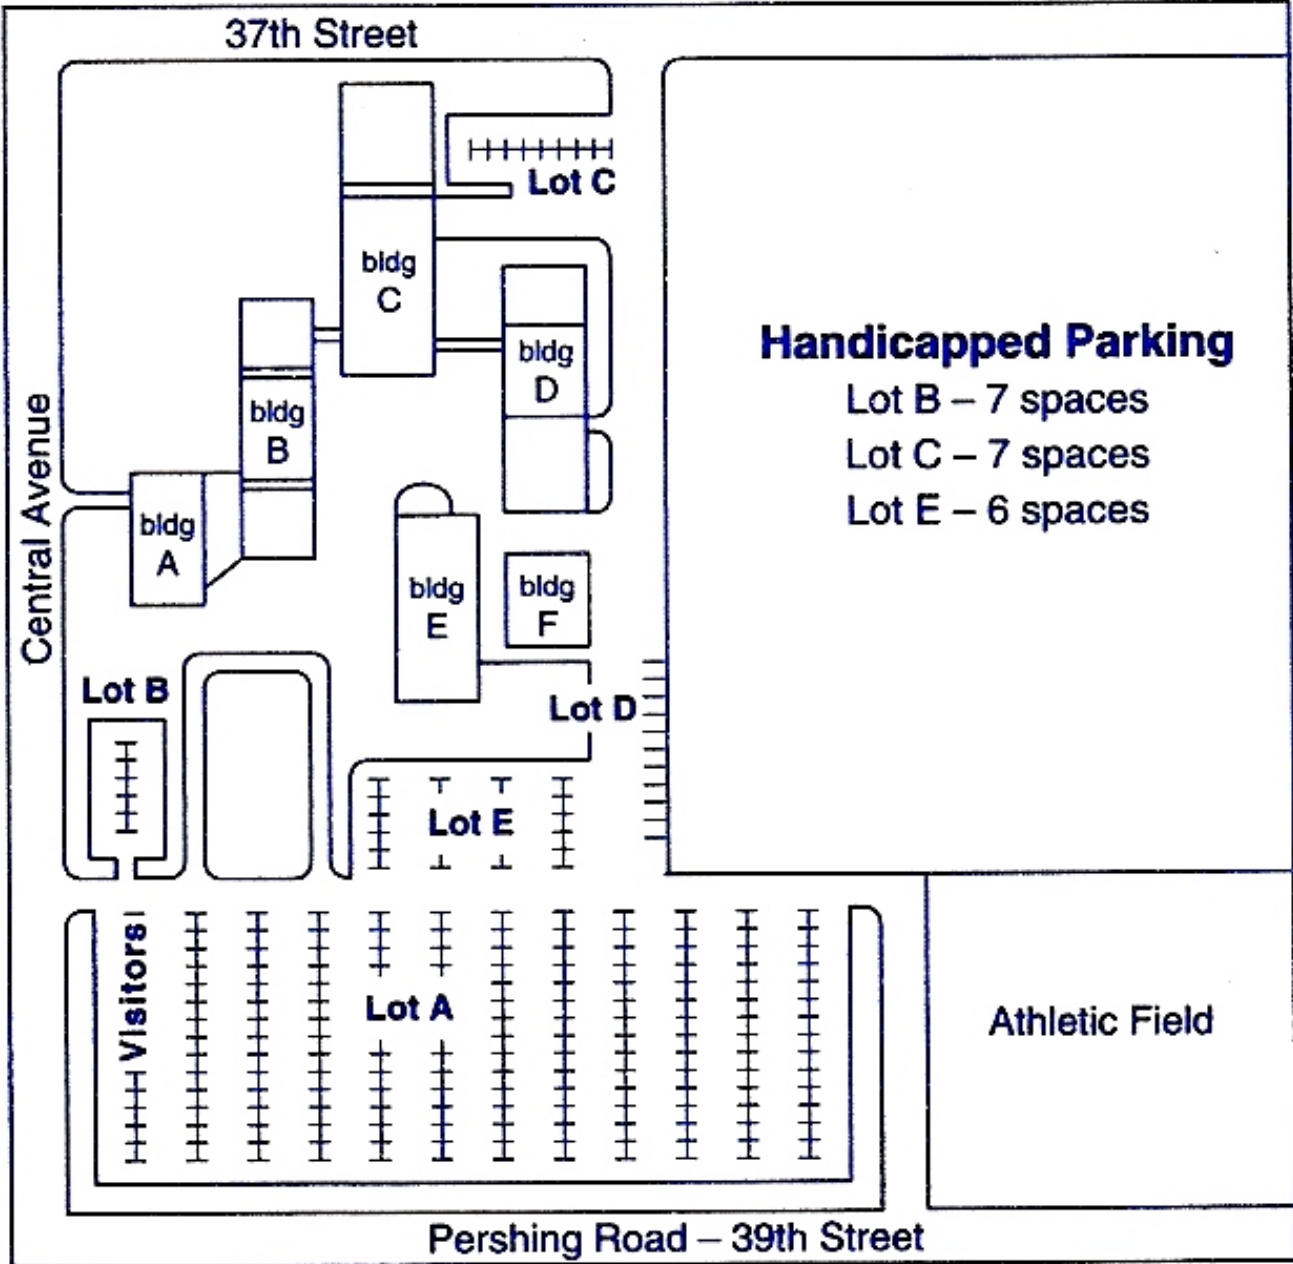 37th Street
Lot C
bldg
C
bldg
D
Handicapped Parking
Lot B – 7 spaces
Lot C – 7 spaces
Lot E – 6 spaces
bldg
B
Central Avenue
bldg
A
bldg
E
bldg
F
Lot B
Lot D
Lot E
Visitors
Lot A
Athletic Field
Pershing Road – 39th Street